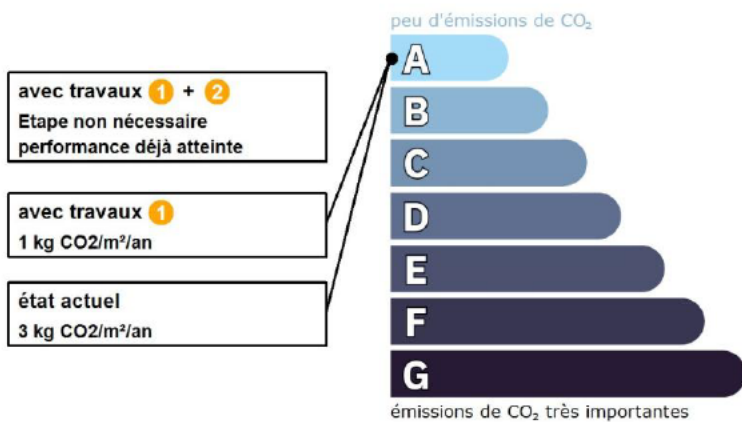 peu d'émissions de CO₂
A
B
C
D
E
F
G
émissions de CO₂ très importantes
avec travaux 1 + 2
Etape non nécessaire
performance déjà atteinte
avec travaux 1
1 kg CO2/m²/an
état actuel
3 kg CO2/m²/an